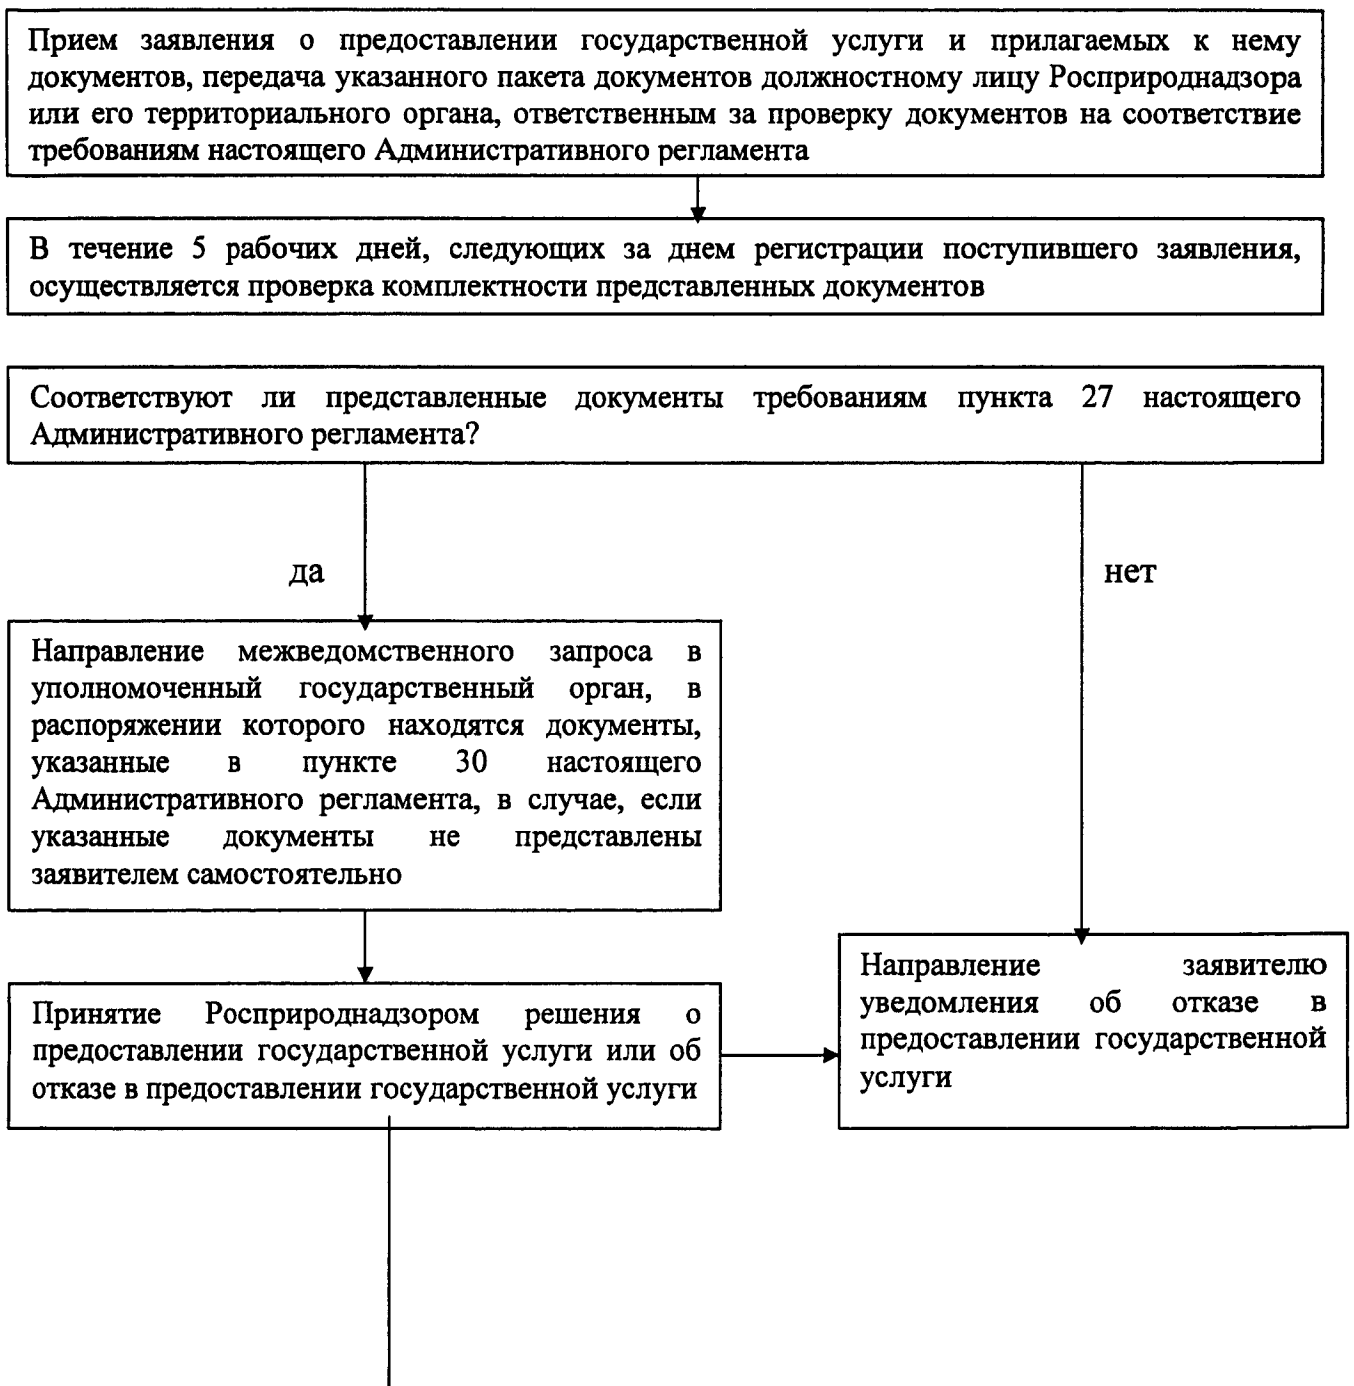 Прием заявления о предоставлении государственной услуги и прилагаемых к нему
документов, передача указанного пакета документов должностному лицу Росприроднадзора
или его территориального органа, ответственным за проверку документов на соответствие
требованиям настоящего Административного регламента
В течение 5 рабочих дней, следующих за днем регистрации поступившего заявления,
осуществляется проверка комплектности представленных документов
Соответствуют ли представленные документы требованиям пункта 27 настоящего
Административного регламента?
да
нет
Направление межведомственного запроса в
уполномоченный государственный орган, в
распоряжении которого находятся документы,
указанные в пункте 30 настоящего
Административного регламента, в случае, если
указанные документы не представлены
заявителем самостоятельно
Принятие Росприроднадзором решения о
предоставлении государственной услуги или об
отказе в предоставлении государственной услуги
Направление заявителю
уведомления об отказе в
предоставлении государственной
услуги